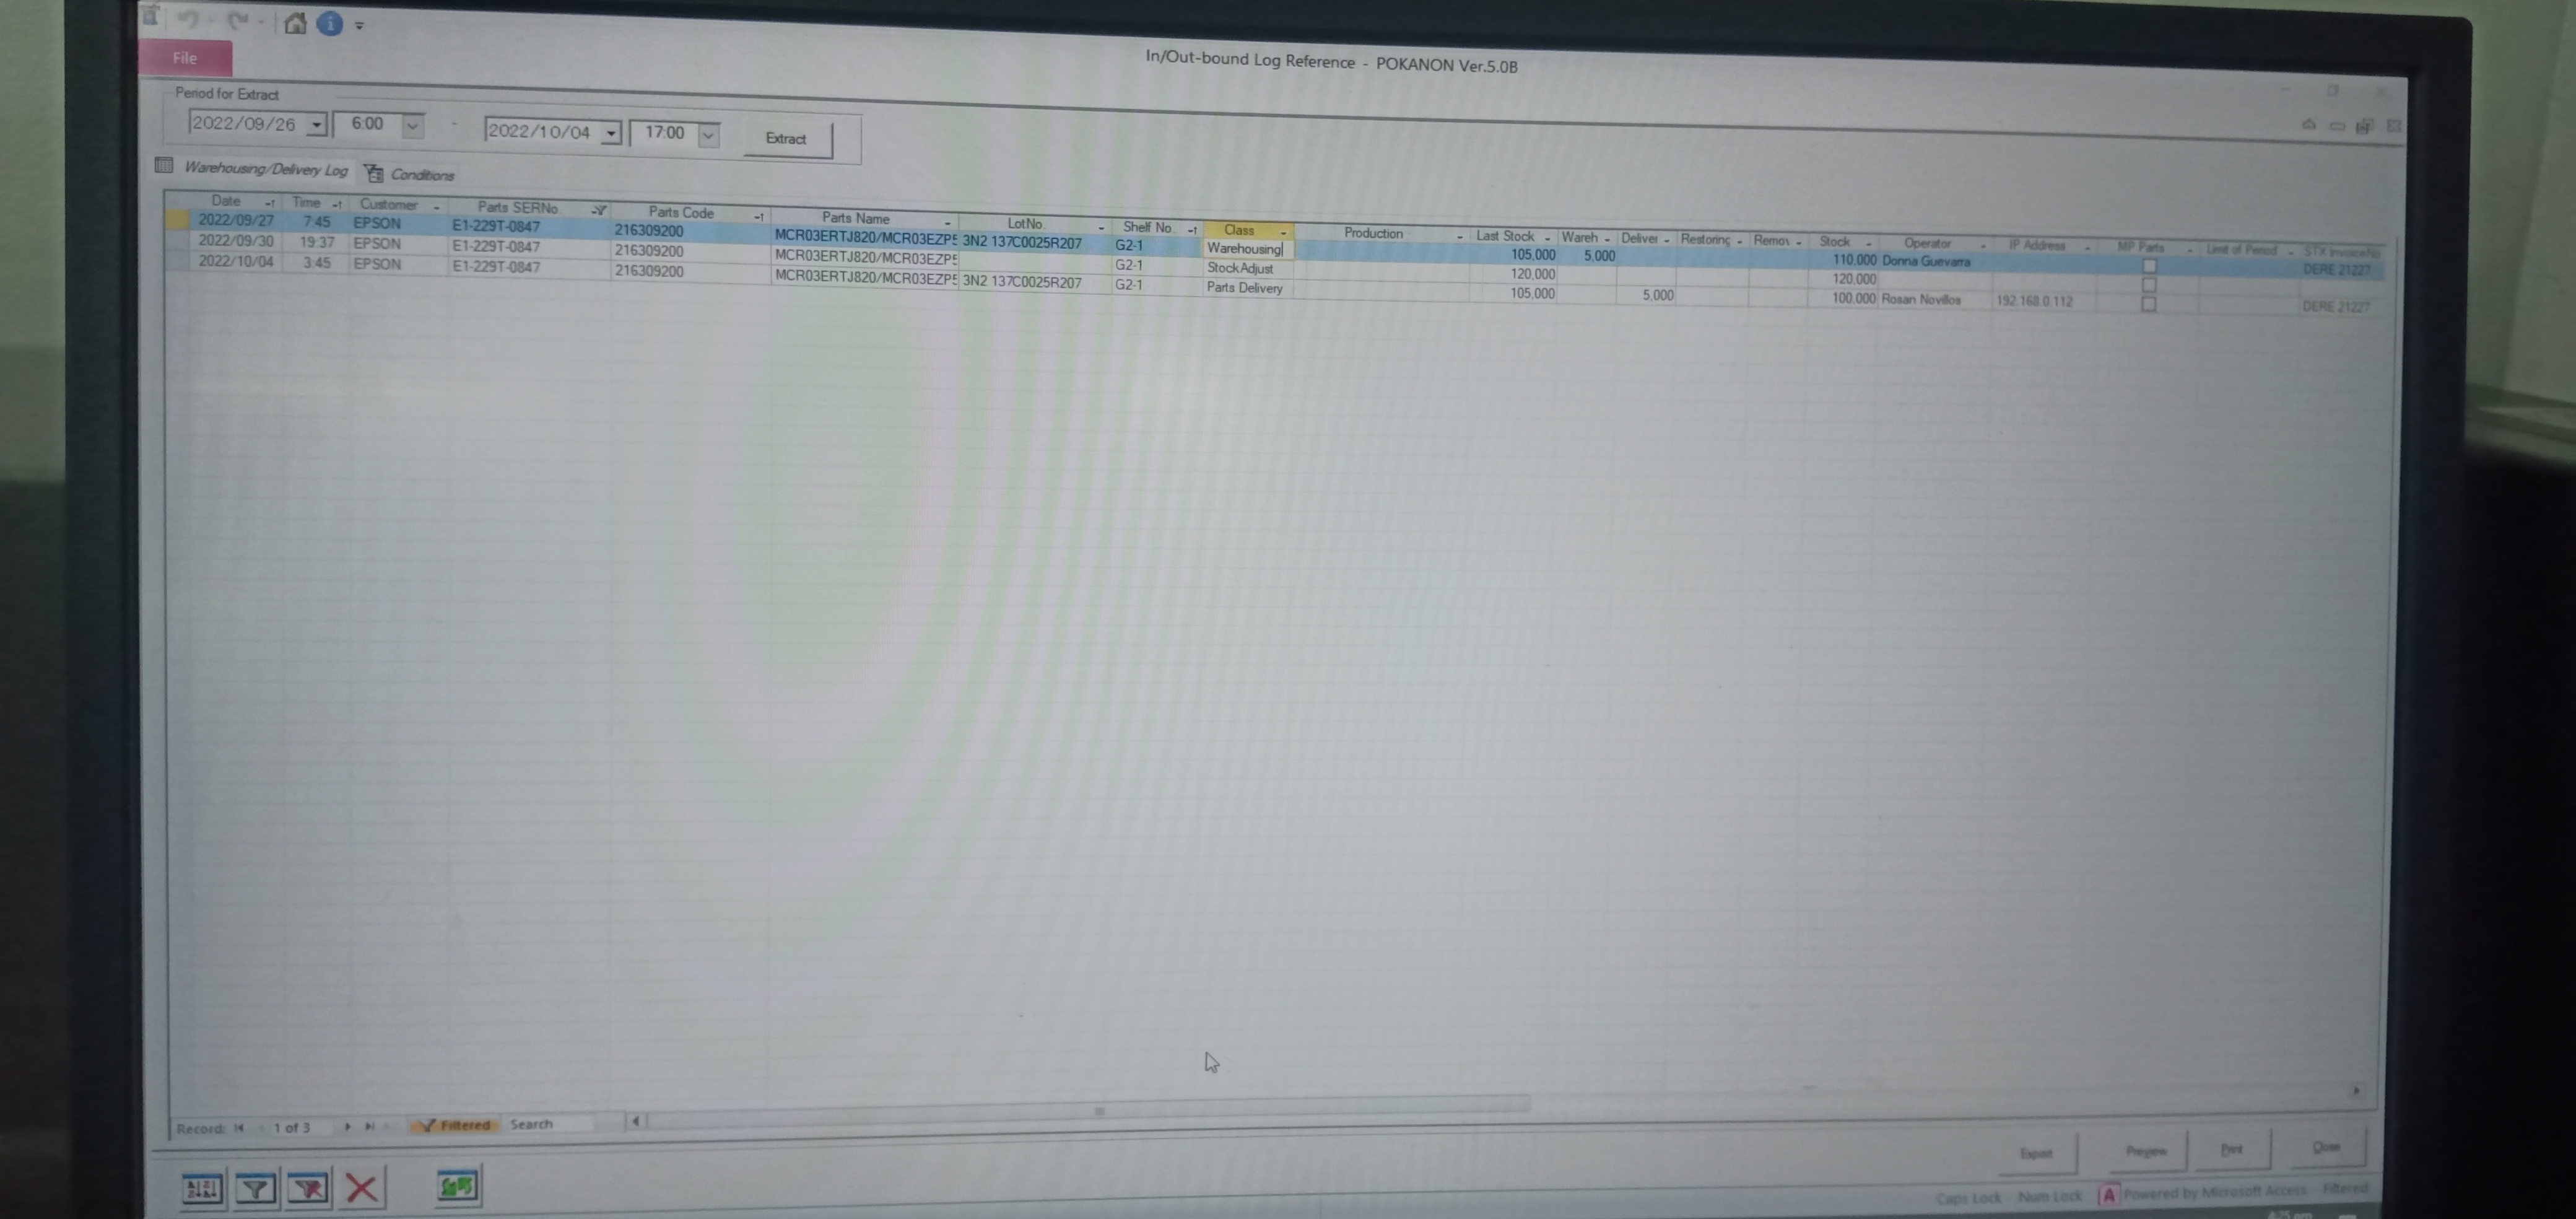 In/Out-bound Log Reference - POKANON Ver.5.0B
File
Period for Extract
2022/09/26 6:00 - 2022/10/04 17:00 Extract
Warehousing/Delivery Log Conditions
Date Time Customer Parts SERNo. Parts Code Parts Name LotNo. Shelf No. Class Production Last Stock Wareh Deliver Restoring Remov Stock Operator IP Address MP Parts Limit of Period STX InvoiceNo
2022/09/27 7:45 EPSON E1-229T-0847 216309200 MCR03ERTJ820/MCR03EZP5 3N2 137C0025R207 G2-1 Warehousing 105,000 5,000 110,000 Donna Guevarra DERE 21227
2022/09/30 19:37 EPSON E1-229T-0847 216309200 MCR03ERTJ820/MCR03EZP5 G2-1 StockAdjust 120,000 120,000
2022/10/04 3:45 EPSON E1-229T-0847 216309200 MCR03ERTJ820/MCR03EZP5 3N2 137C0025R207 G2-1 Parts Delivery 105,000 5,000 100,000 Rosan Novillos 192.168.0.112 DERE 21227
Record: 1 of 3 Filtered Search
Export Preview Print Close
Caps Lock Num Lock A Powered by Microsoft Access Filtered
4:25 pm